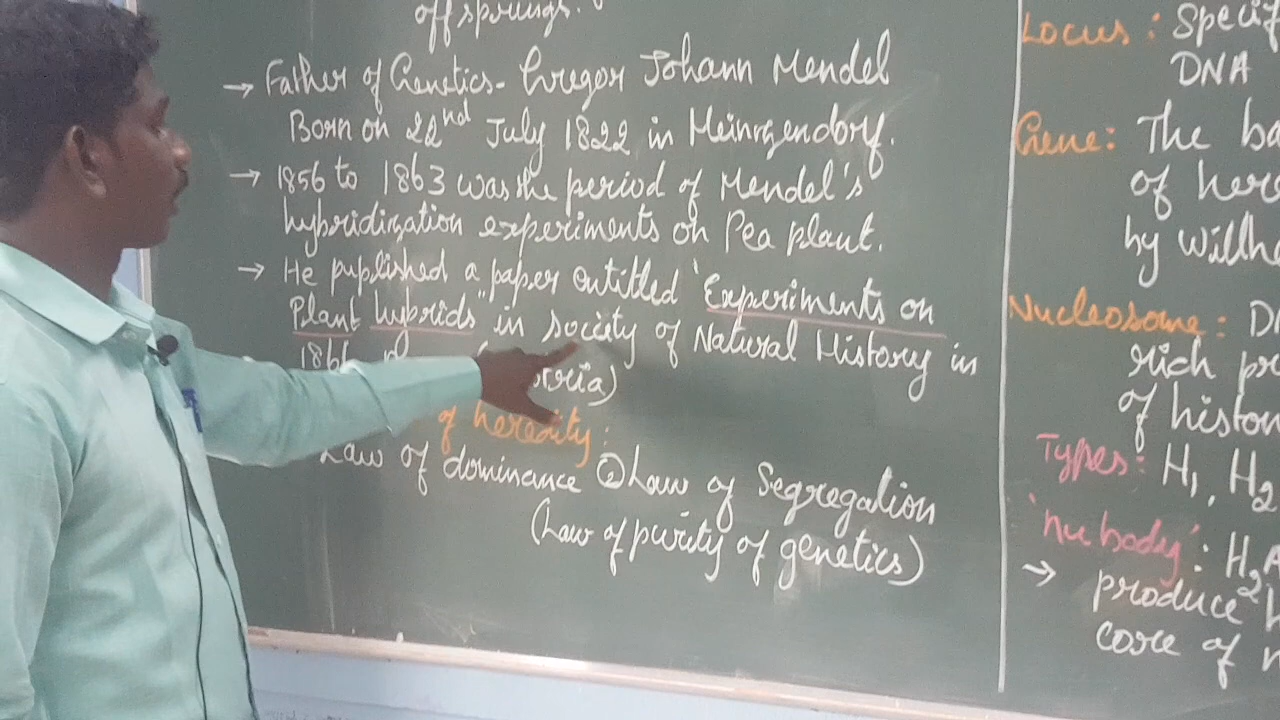 offsprings.
→ Father of Genetics- Gregor Johann Mendel
Born on 22nd July 1822 in Heinzendorf.
→ 1856 to 1863 was the period of Mendel's
hybridization experiments on Pea plant.
→ He puplished a "paper entitled 'Experiments on
Plant hybrids" in society of Natural History in
1866
of heredity:
Law of dominance ② Law of Segregation
(Law of purity of genetics)
Locus: Specif
DNA
Gene: The ba
of here
by Willhe
Nucleosome: D
rich pr
of histon
Types: H1, H2
'nu body': H2A
→ produce
core of n